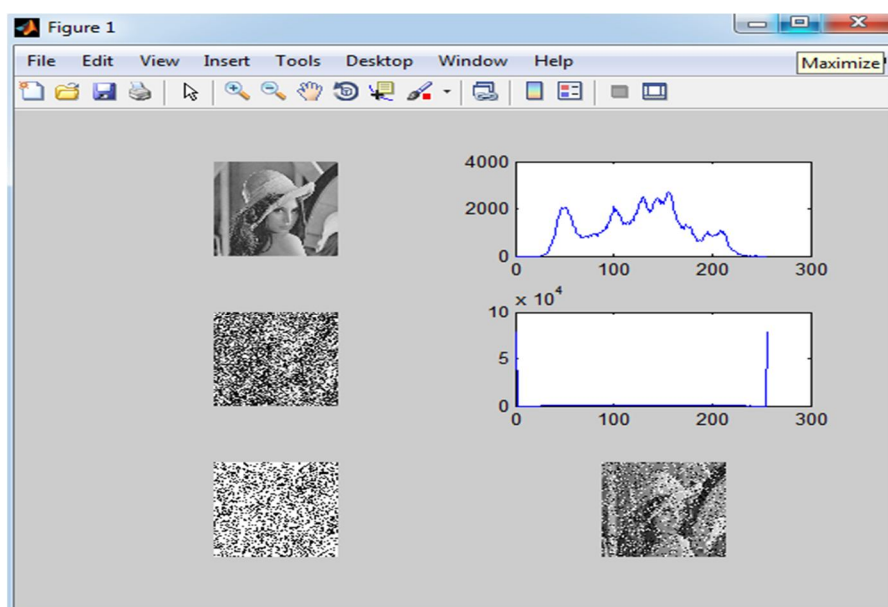 Figure 1
File Edit View Insert Tools Desktop Window Help
Maximize
4000
2000
0
0 100 200 300
x 10^4
10
5
0
0 100 200 300